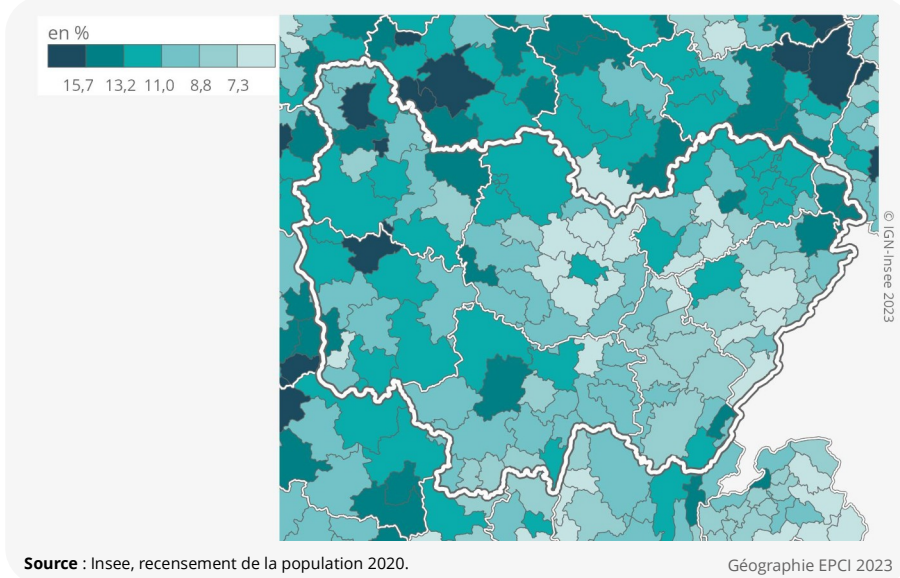 en %
15,7 13,2 11,0 8,8 7,3
© IGN-Insee 2023
Source : Insee, recensement de la population 2020.
Géographie EPCI 2023